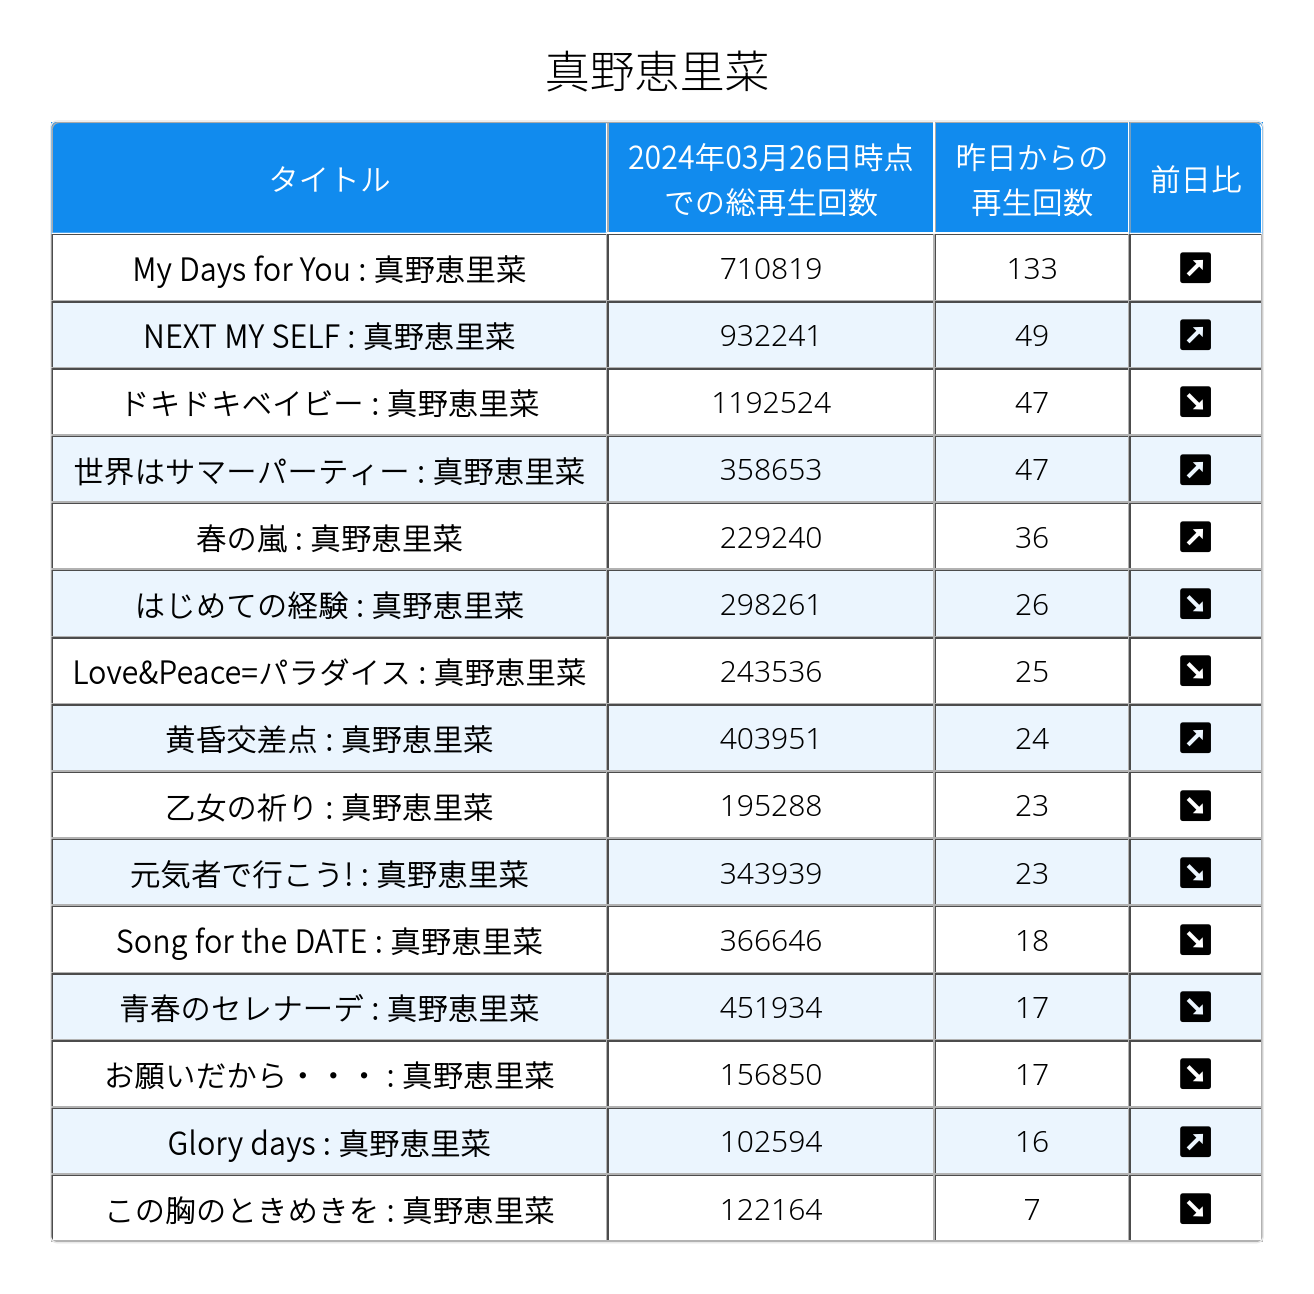 真野恵里菜
タイトル
2024年03月26日時点
での総再生回数
昨日からの
再生回数
前日比
My Days for You : 真野恵里菜 710819 133 ↗
NEXT MY SELF : 真野恵里菜 932241 49 ↗
ドキドキベイビー : 真野恵里菜 1192524 47 ↘
世界はサマーパーティー : 真野恵里菜 358653 47 ↗
春の嵐 : 真野恵里菜 229240 36 ↗
はじめての経験 : 真野恵里菜 298261 26 ↘
Love&Peace=パラダイス : 真野恵里菜 243536 25 ↘
黄昏交差点 : 真野恵里菜 403951 24 ↗
乙女の祈り : 真野恵里菜 195288 23 ↘
元気者で行こう! : 真野恵里菜 343939 23 ↘
Song for the DATE : 真野恵里菜 366646 18 ↘
青春のセレナーデ : 真野恵里菜 451934 17 ↘
お願いだから・・・ : 真野恵里菜 156850 17 ↘
Glory days : 真野恵里菜 102594 16 ↗
この胸のときめきを : 真野恵里菜 122164 7 ↘